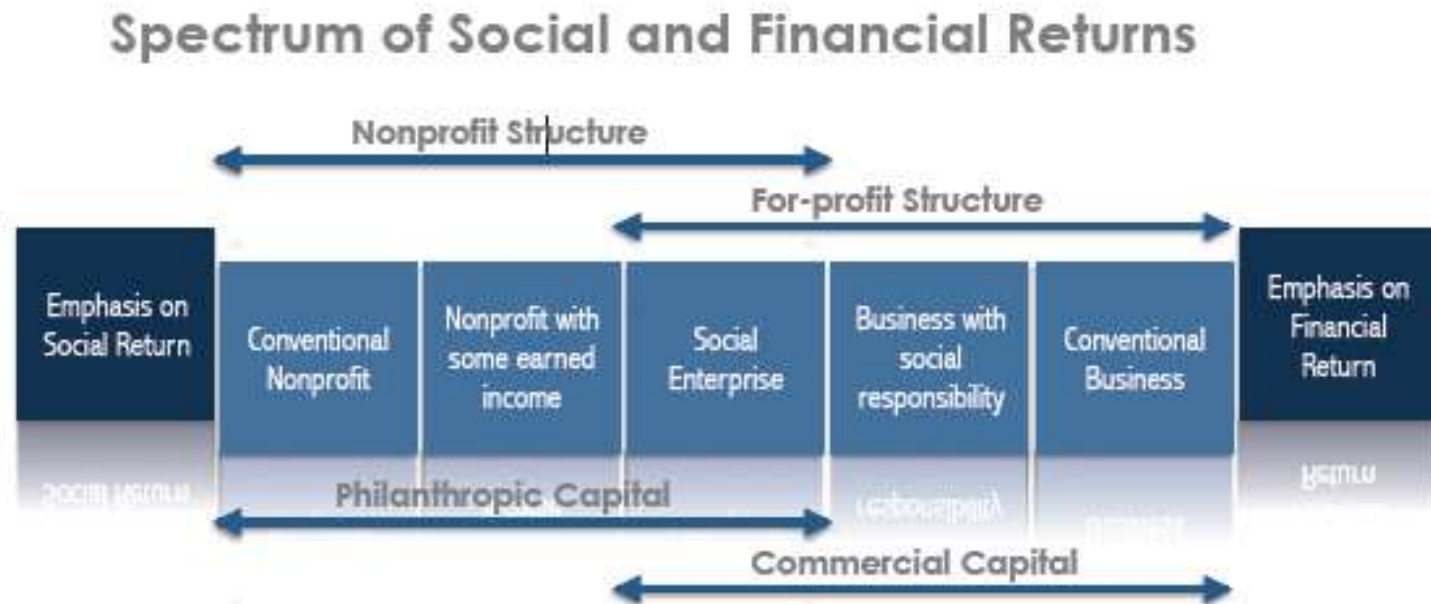 Spectrum of Social and Financial Returns
Nonprofit Structure
For-profit Structure
Emphasis on
Social Return
Conventional
Nonprofit
Nonprofit with
some earned
income
Social
Enterprise
Business with
social
responsibility
Conventional
Business
Emphasis on
Financial
Return
Philanthropic Capital
Commercial Capital